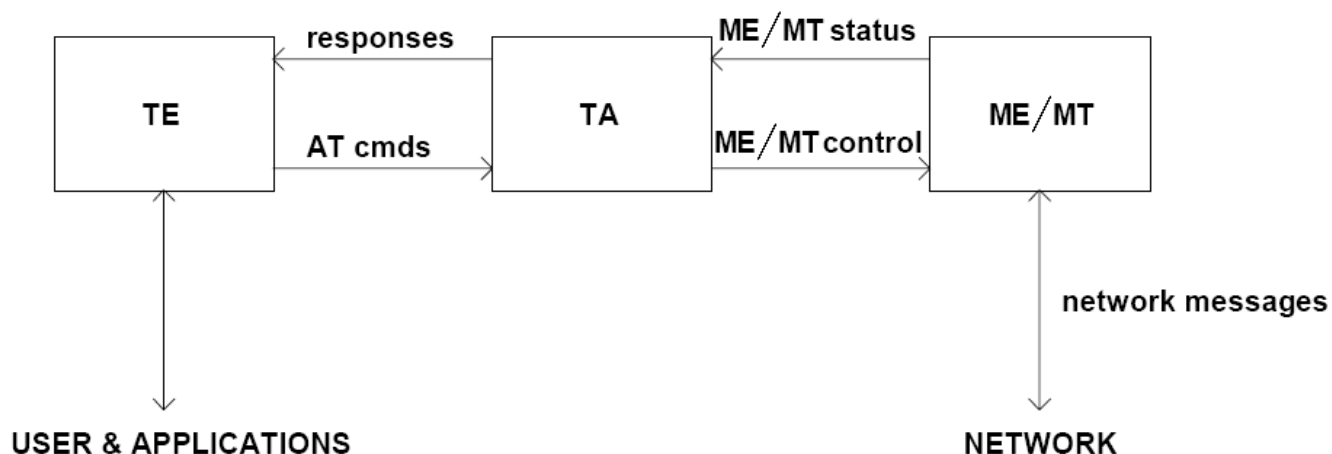 responses
ME/MT status
TE
TA
ME/MT
AT cmds
ME/MT control
network messages
USER & APPLICATIONS
NETWORK